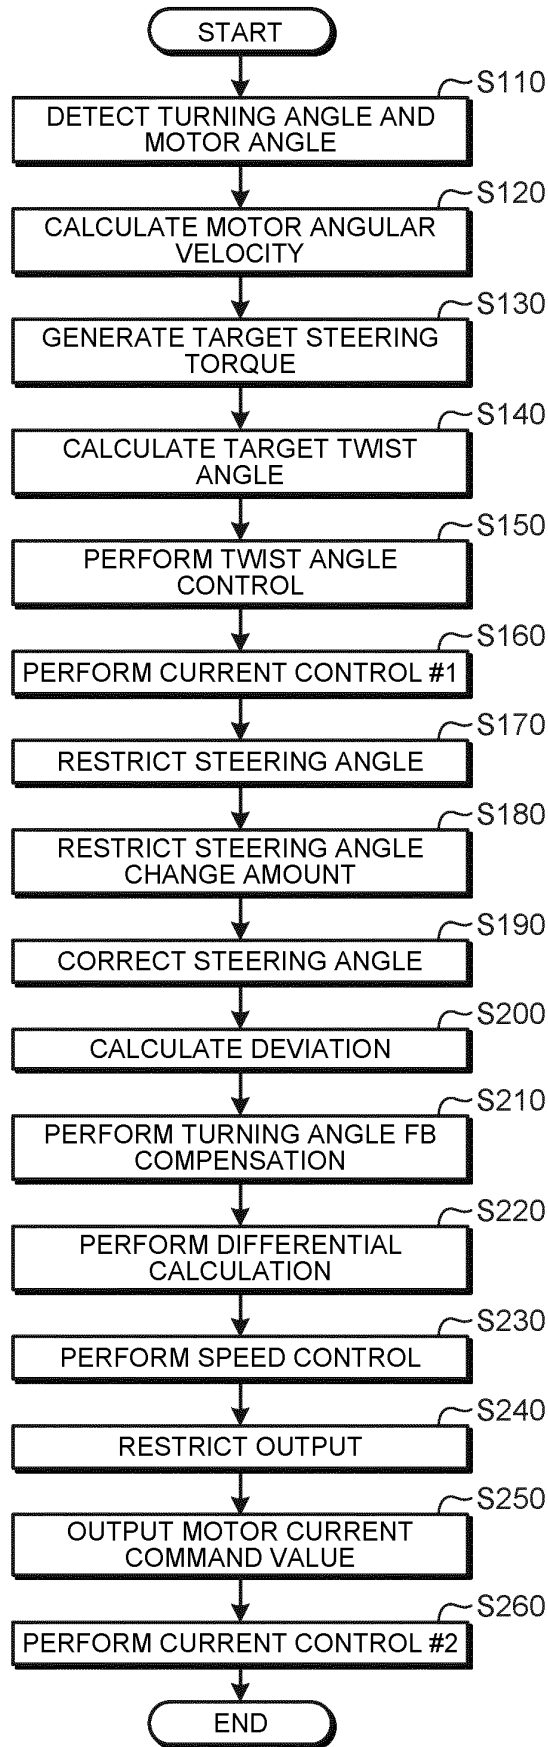 START
S110
DETECT TURNING ANGLE AND
MOTOR ANGLE
S120
CALCULATE MOTOR ANGULAR
VELOCITY
S130
GENERATE TARGET STEERING
TORQUE
S140
CALCULATE TARGET TWIST
ANGLE
S150
PERFORM TWIST ANGLE
CONTROL
S160
PERFORM CURRENT CONTROL #1
S170
RESTRICT STEERING ANGLE
S180
RESTRICT STEERING ANGLE
CHANGE AMOUNT
S190
CORRECT STEERING ANGLE
S200
CALCULATE DEVIATION
S210
PERFORM TURNING ANGLE FB
COMPENSATION
S220
PERFORM DIFFERENTIAL
CALCULATION
S230
PERFORM SPEED CONTROL
S240
RESTRICT OUTPUT
S250
OUTPUT MOTOR CURRENT
COMMAND VALUE
S260
PERFORM CURRENT CONTROL #2
END